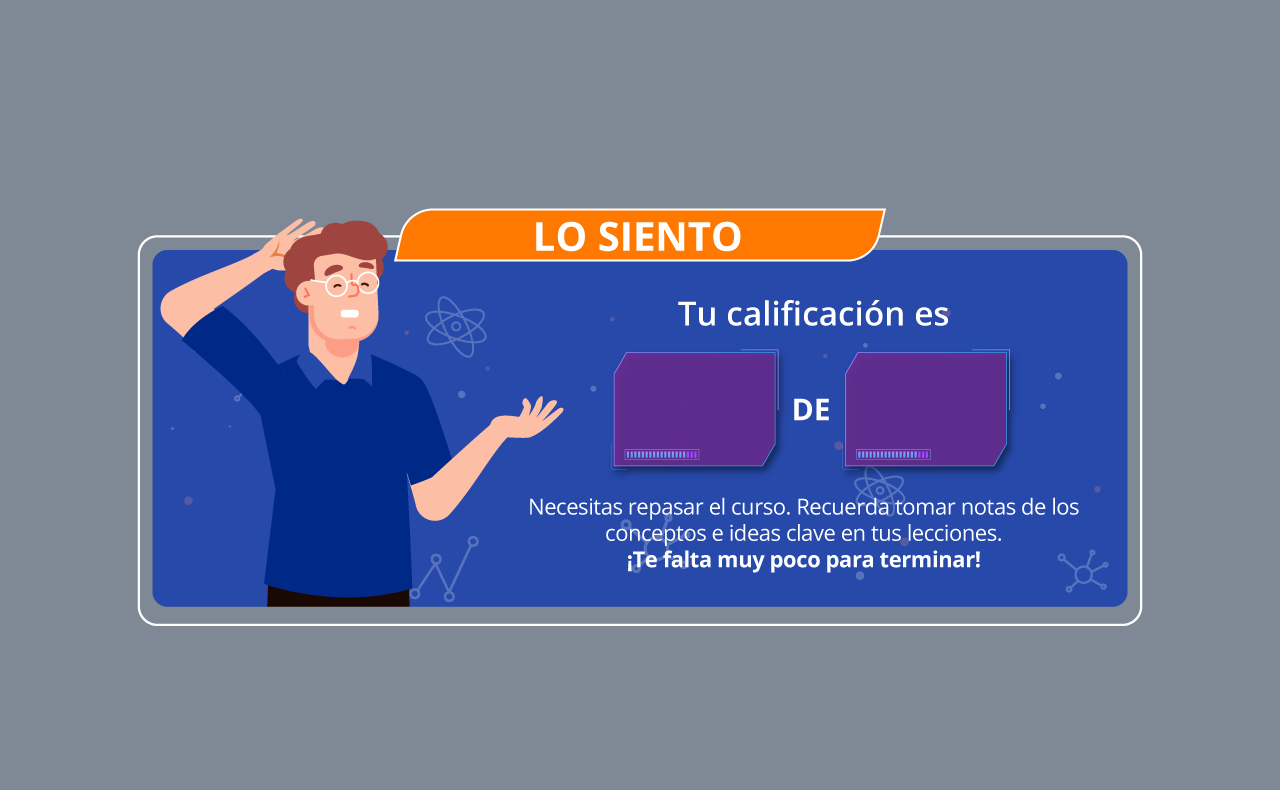 LO SIENTO
Tu calificación es
DE
Necesitas repasar el curso. Recuerda tomar notas de los
conceptos e ideas clave en tus lecciones.
¡Te falta muy poco para terminar!